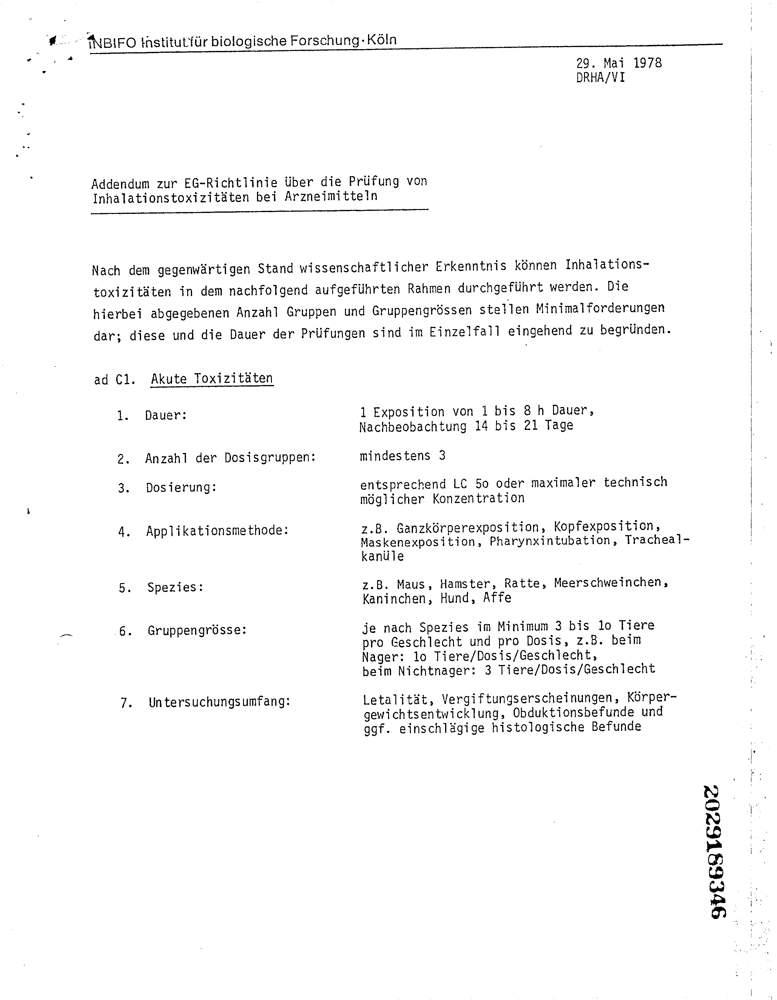 INBIFO Institut für biologische Forschung · Köln
29. Mai 1978
DRHA/VI
Addendum zur EG-Richtlinie über die Prüfung von
Inhalationstoxizitäten bei Arzneimitteln
Nach dem gegenwärtigen Stand wissenschaftlicher Erkenntnis können Inhalations-
toxizitäten in dem nachfolgend aufgeführten Rahmen durchgeführt werden. Die
hierbei abgegebenen Anzahl Gruppen und Gruppengrössen stellen Minimalforderungen
dar; diese und die Dauer der Prüfungen sind im Einzelfall eingehend zu begründen.
ad C1. Akute Toxizitäten
1. Dauer: 1 Exposition von 1 bis 8 h Dauer,
Nachbeobachtung 14 bis 21 Tage
2. Anzahl der Dosisgruppen: mindestens 3
3. Dosierung: entsprechend LC 5o oder maximaler technisch
möglicher Konzentration
4. Applikationsmethode: z.B. Ganzkörperexposition, Kopfexposition,
Maskenexposition, Pharynxintubation, Tracheal-
kanüle
5. Spezies: z.B. Maus, Hamster, Ratte, Meerschweinchen,
Kaninchen, Hund, Affe
6. Gruppengrösse: je nach Spezies im Minimum 3 bis 1o Tiere
pro Geschlecht und pro Dosis, z.B. beim
Nager: 1o Tiere/Dosis/Geschlecht,
beim Nichtnager: 3 Tiere/Dosis/Geschlecht
7. Untersuchungsumfang: Letalität, Vergiftungserscheinungen, Körper-
gewichtsentwicklung, Obduktionsbefunde und
ggf. einschlägige histologische Befunde
2029189346